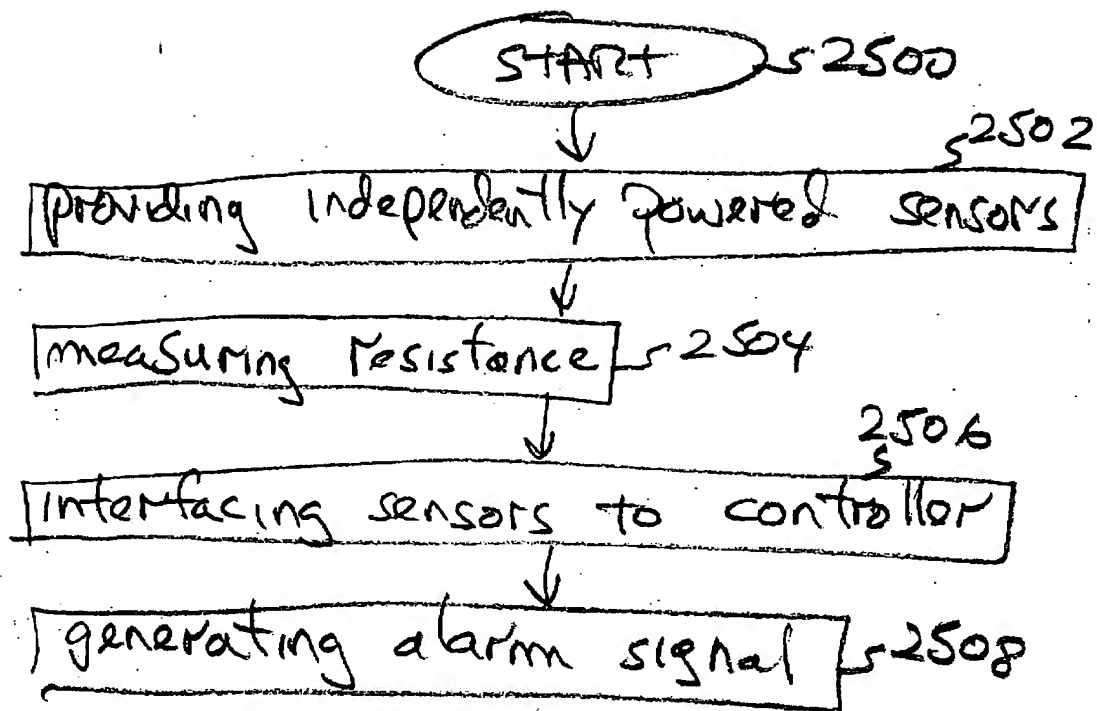 START 2500
2502
providing independently powered sensors
measuring resistance 2504
2506
interfacing sensors to controller
generating alarm signal 2508